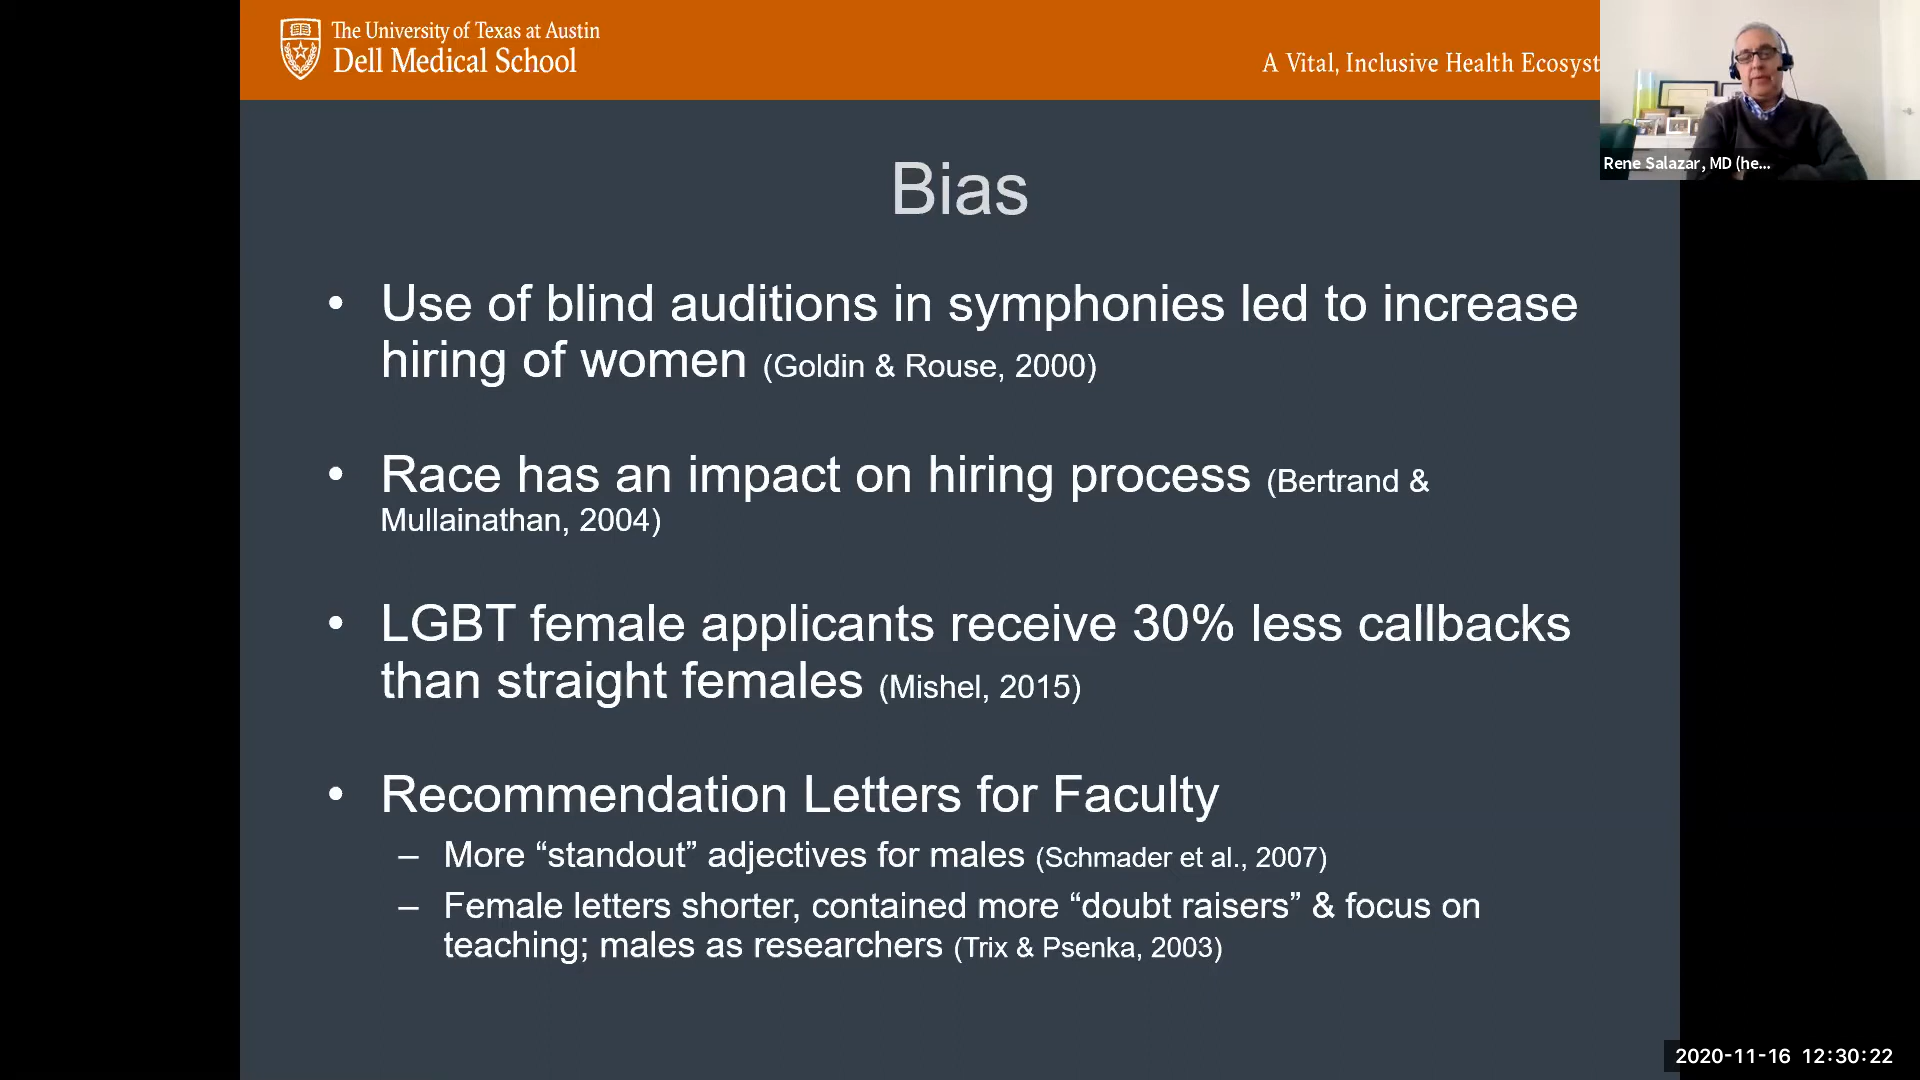 The University of Texas at Austin
Dell Medical School
A Vital, Inclusive Health Ecosyst
Rene Salazar, MD (he...
Bias
• Use of blind auditions in symphonies led to increase
hiring of women (Goldin & Rouse, 2000)
• Race has an impact on hiring process (Bertrand &
Mullainathan, 2004)
• LGBT female applicants receive 30% less callbacks
than straight females (Mishel, 2015)
• Recommendation Letters for Faculty
– More “standout” adjectives for males (Schmader et al., 2007)
– Female letters shorter, contained more “doubt raisers” & focus on
teaching; males as researchers (Trix & Psenka, 2003)
2020-11-16 12:30:22